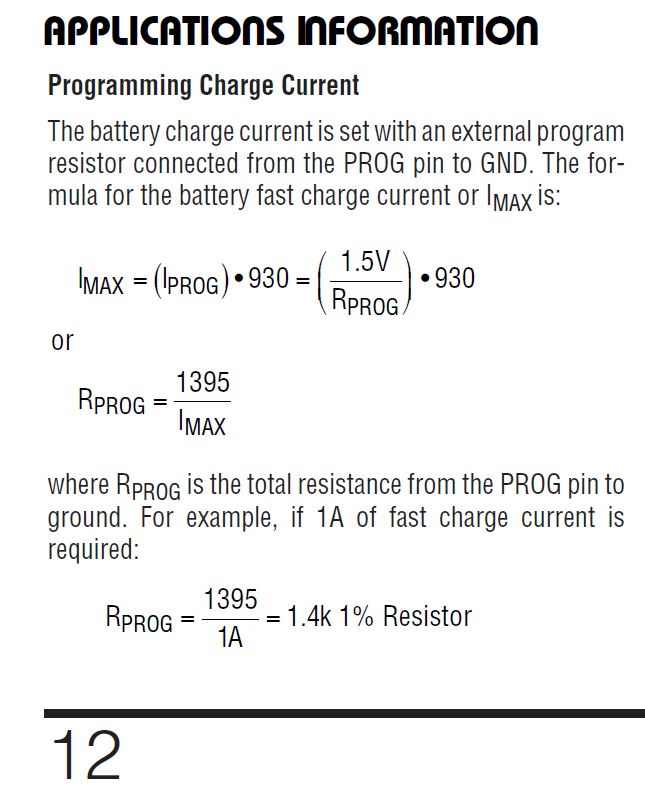 APPLICATIONS INFORMATION
Programming Charge Current
The battery charge current is set with an external program
resistor connected from the PROG pin to GND. The for-
mula for the battery fast charge current or IMAX is:
IMAX = (IPROG) • 930 = (1.5V / RPROG) • 930
or
RPROG = 1395 / IMAX
where RPROG is the total resistance from the PROG pin to
ground. For example, if 1A of fast charge current is
required:
RPROG = 1395 / 1A = 1.4k 1% Resistor
12